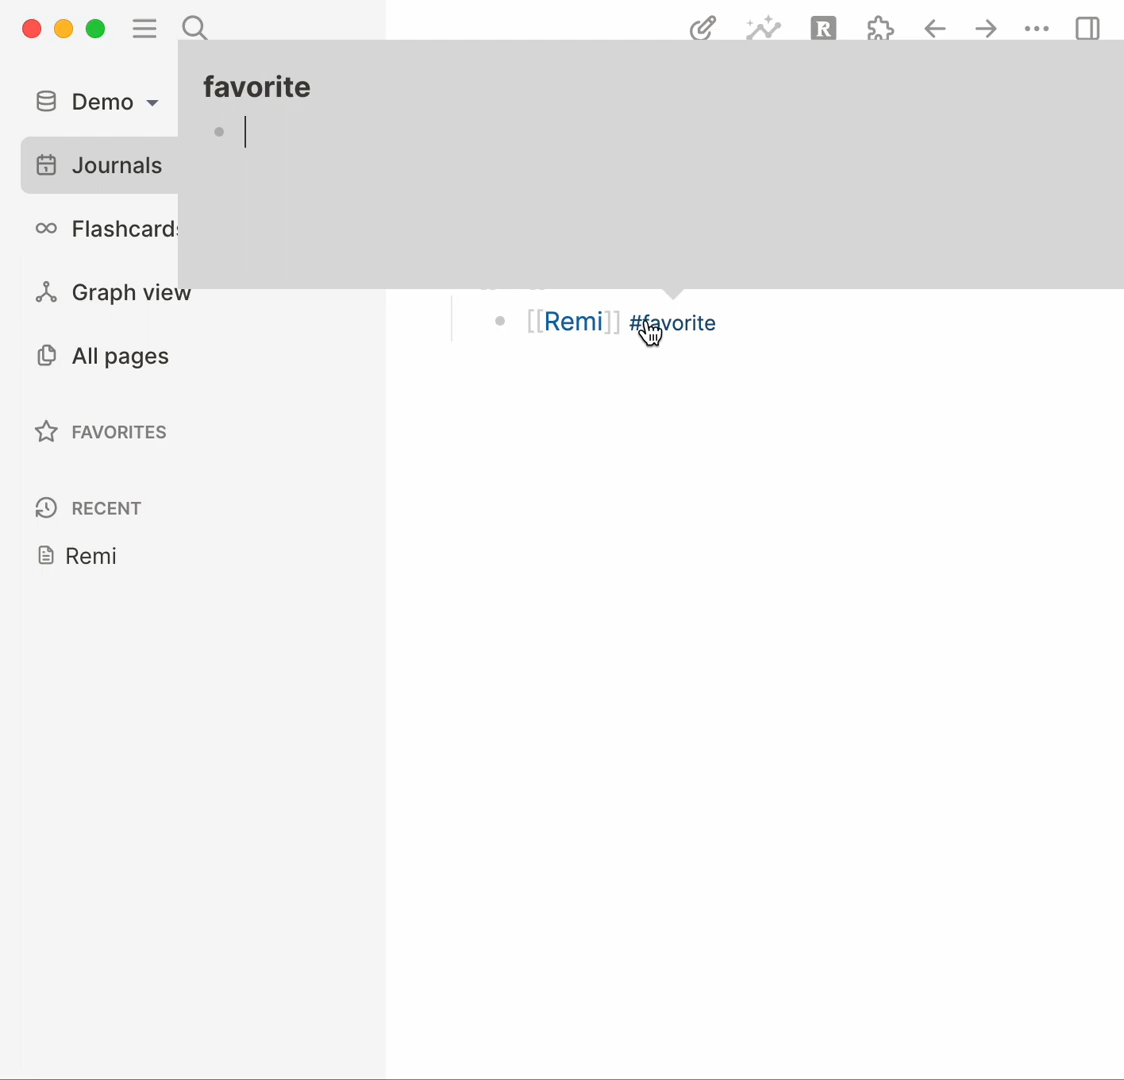 R
Demo
favorite
Journals
Flashcards
Graph view
[[Remi]] #favorite
All pages
FAVORITES
RECENT
Remi